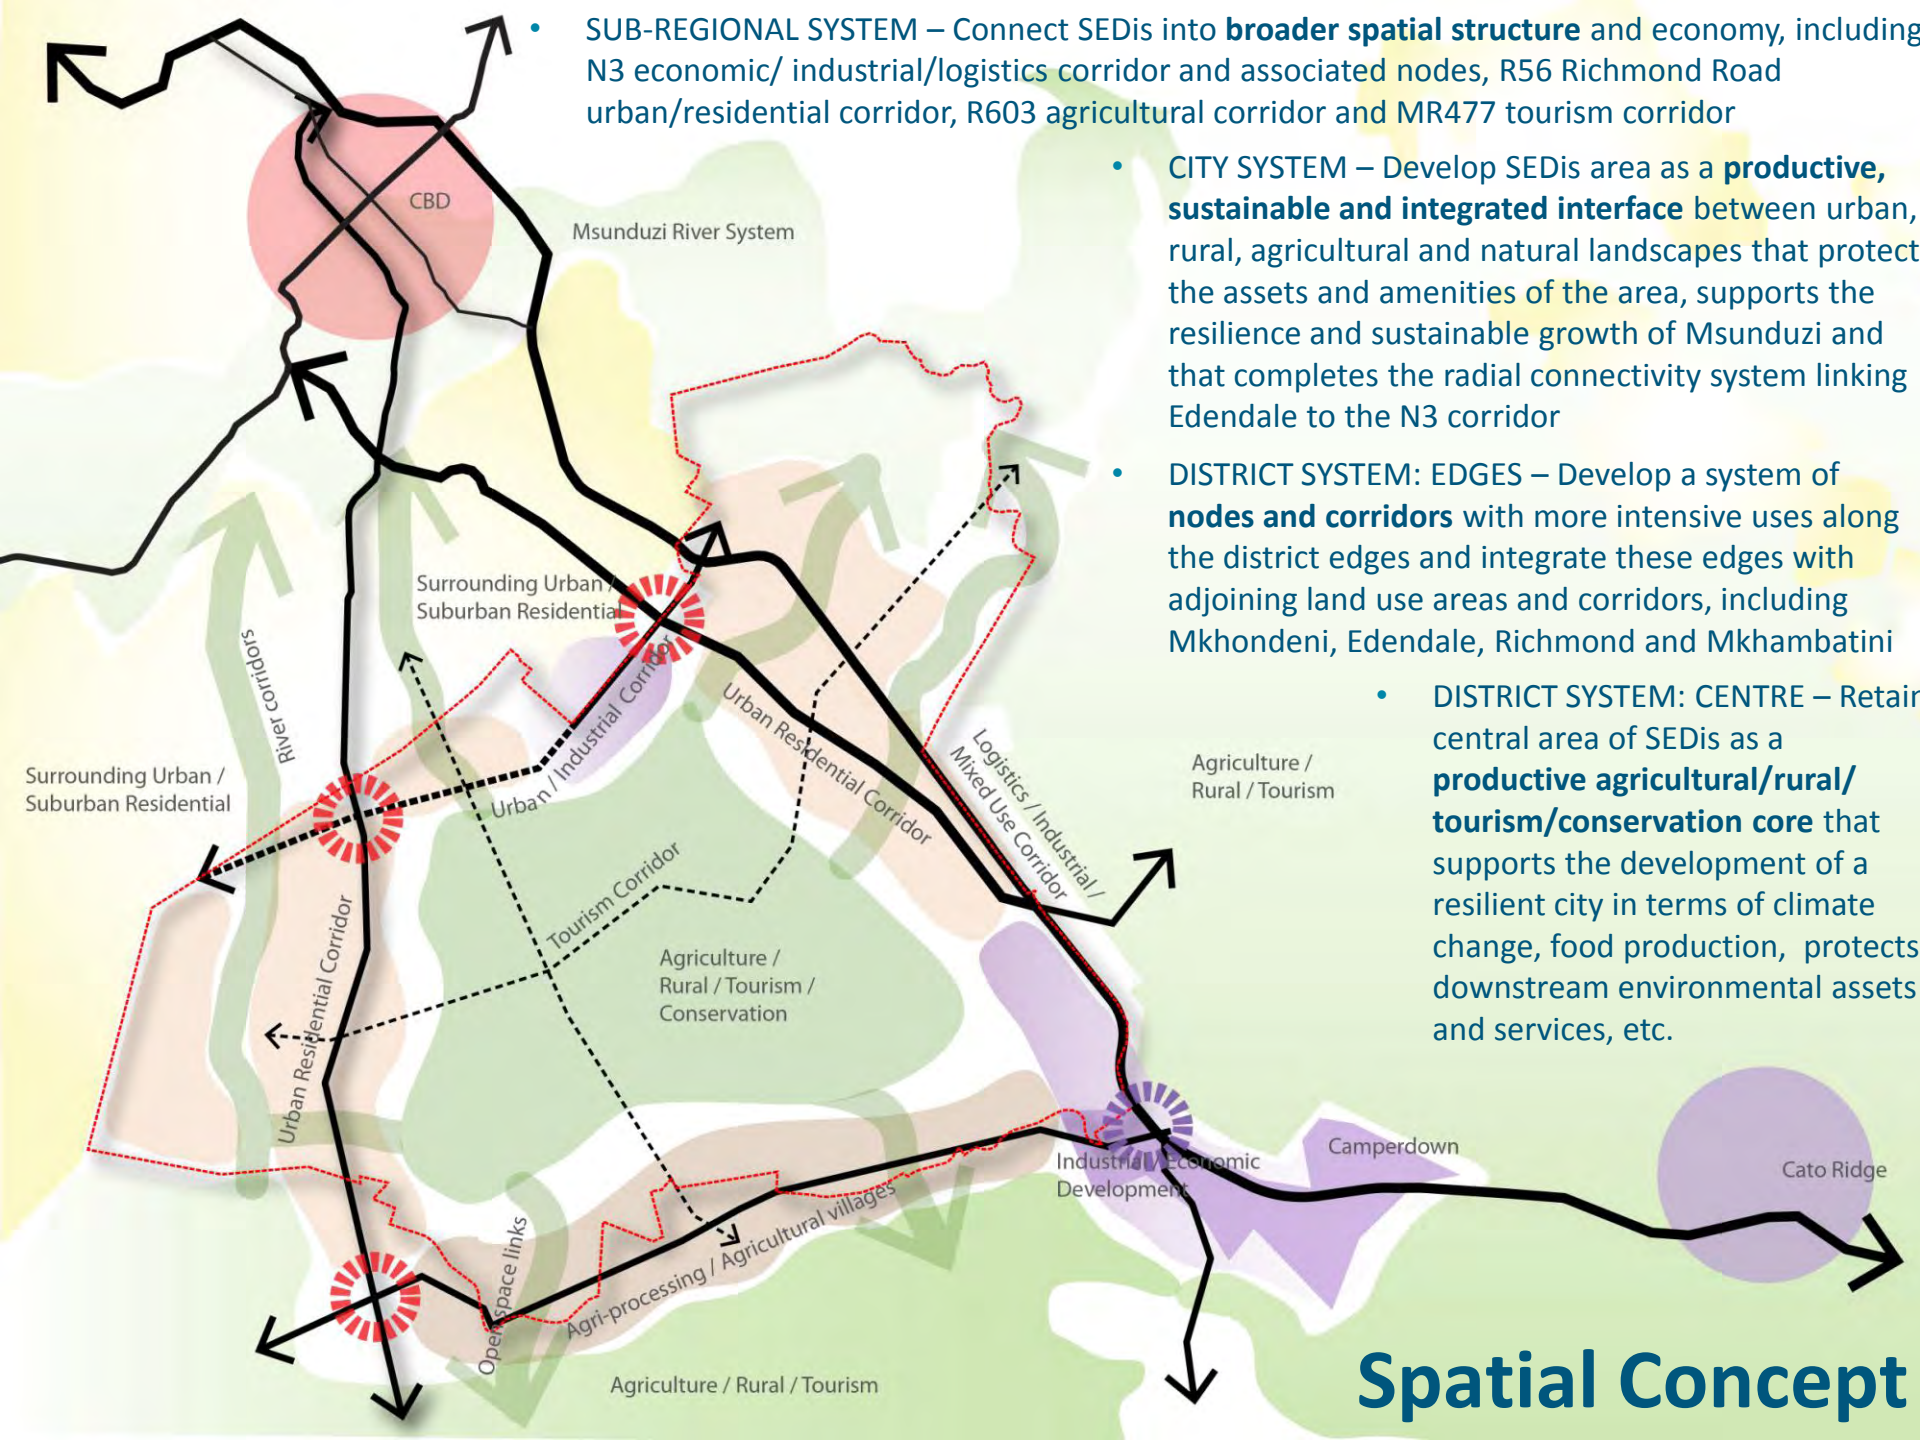 • SUB-REGIONAL SYSTEM – Connect SEDis into broader spatial structure and economy, including
N3 economic/ industrial/logistics corridor and associated nodes, R56 Richmond Road
urban/residential corridor, R603 agricultural corridor and MR477 tourism corridor
• CITY SYSTEM – Develop SEDis area as a productive,
sustainable and integrated interface between urban,
rural, agricultural and natural landscapes that protect
the assets and amenities of the area, supports the
resilience and sustainable growth of Msunduzi and
that completes the radial connectivity system linking
Edendale to the N3 corridor
• DISTRICT SYSTEM: EDGES – Develop a system of
nodes and corridors with more intensive uses along
the district edges and integrate these edges with
adjoining land use areas and corridors, including
Mkhondeni, Edendale, Richmond and Mkhambatini
• DISTRICT SYSTEM: CENTRE – Retain
central area of SEDis as a
productive agricultural/rural/
tourism/conservation core that
supports the development of a
resilient city in terms of climate
change, food production, protects
downstream environmental assets
and services, etc.
CBD
Msunduzi River System
Surrounding Urban /
Suburban Residential
River corridors
Surrounding Urban /
Suburban Residential
Urban / Industrial Corridor
Urban Residential Corridor
Logistics / Industrial /
Mixed Use Corridor
Agriculture /
Rural / Tourism
Tourism Corridor
Urban Residential Corridor
Agriculture /
Rural / Tourism /
Conservation
Industrial / Economic
Development
Camperdown
Cato Ridge
Open space links
Agri-processing / Agricultural villages
Agriculture / Rural / Tourism
Spatial Concept